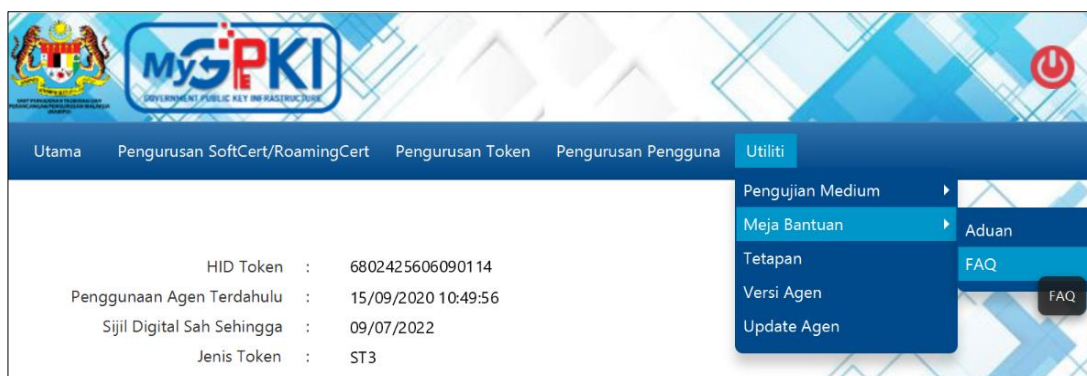 MyGPKI
GOVERNMENT PUBLIC KEY INFRASTRUCTURE
Utama Pengurusan SoftCert/RoamingCert Pengurusan Token Pengurusan Pengguna Utiliti
Pengujian Medium
Meja Bantuan
Aduan
Tetapan
FAQ
Versi Agen
FAQ
Update Agen
HID Token : 6802425606090114
Penggunaan Agen Terdahulu : 15/09/2020 10:49:56
Sijil Digital Sah Sehingga : 09/07/2022
Jenis Token : ST3